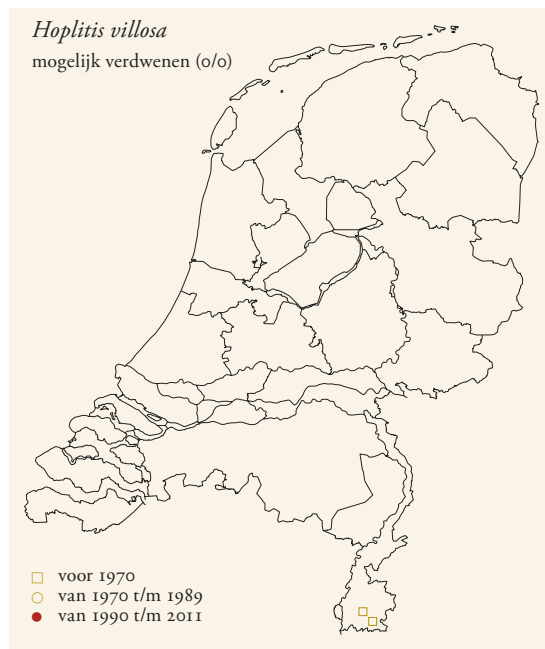 Hoplitis villosa
mogelijk verdwenen (0/0)
voor 1970
van 1970 t/m 1989
van 1990 t/m 2011